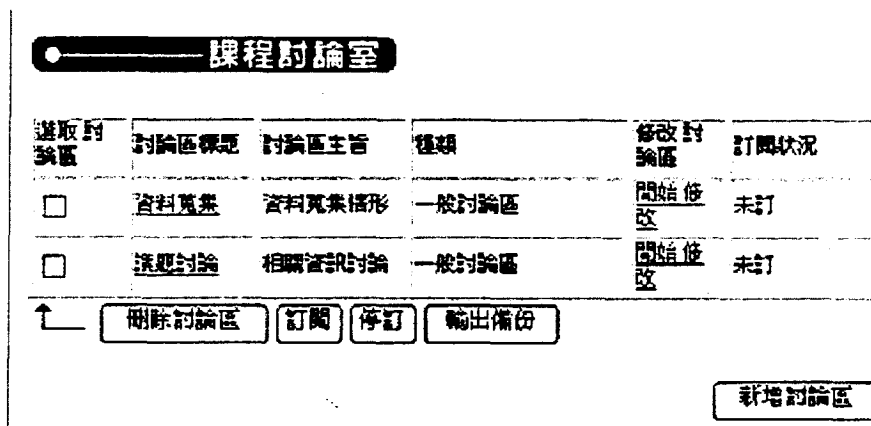 課程討論室
選取討論區 討論區標題 討論區主旨 種類 修改討論區 訂閱狀況
資料蒐集 資料蒐集情形 一般討論區 開始修改 未訂
課題討論 相關資訊討論 一般討論區 開始修改 未訂
刪除討論區 訂閱 停訂 輸出備份
新增討論區